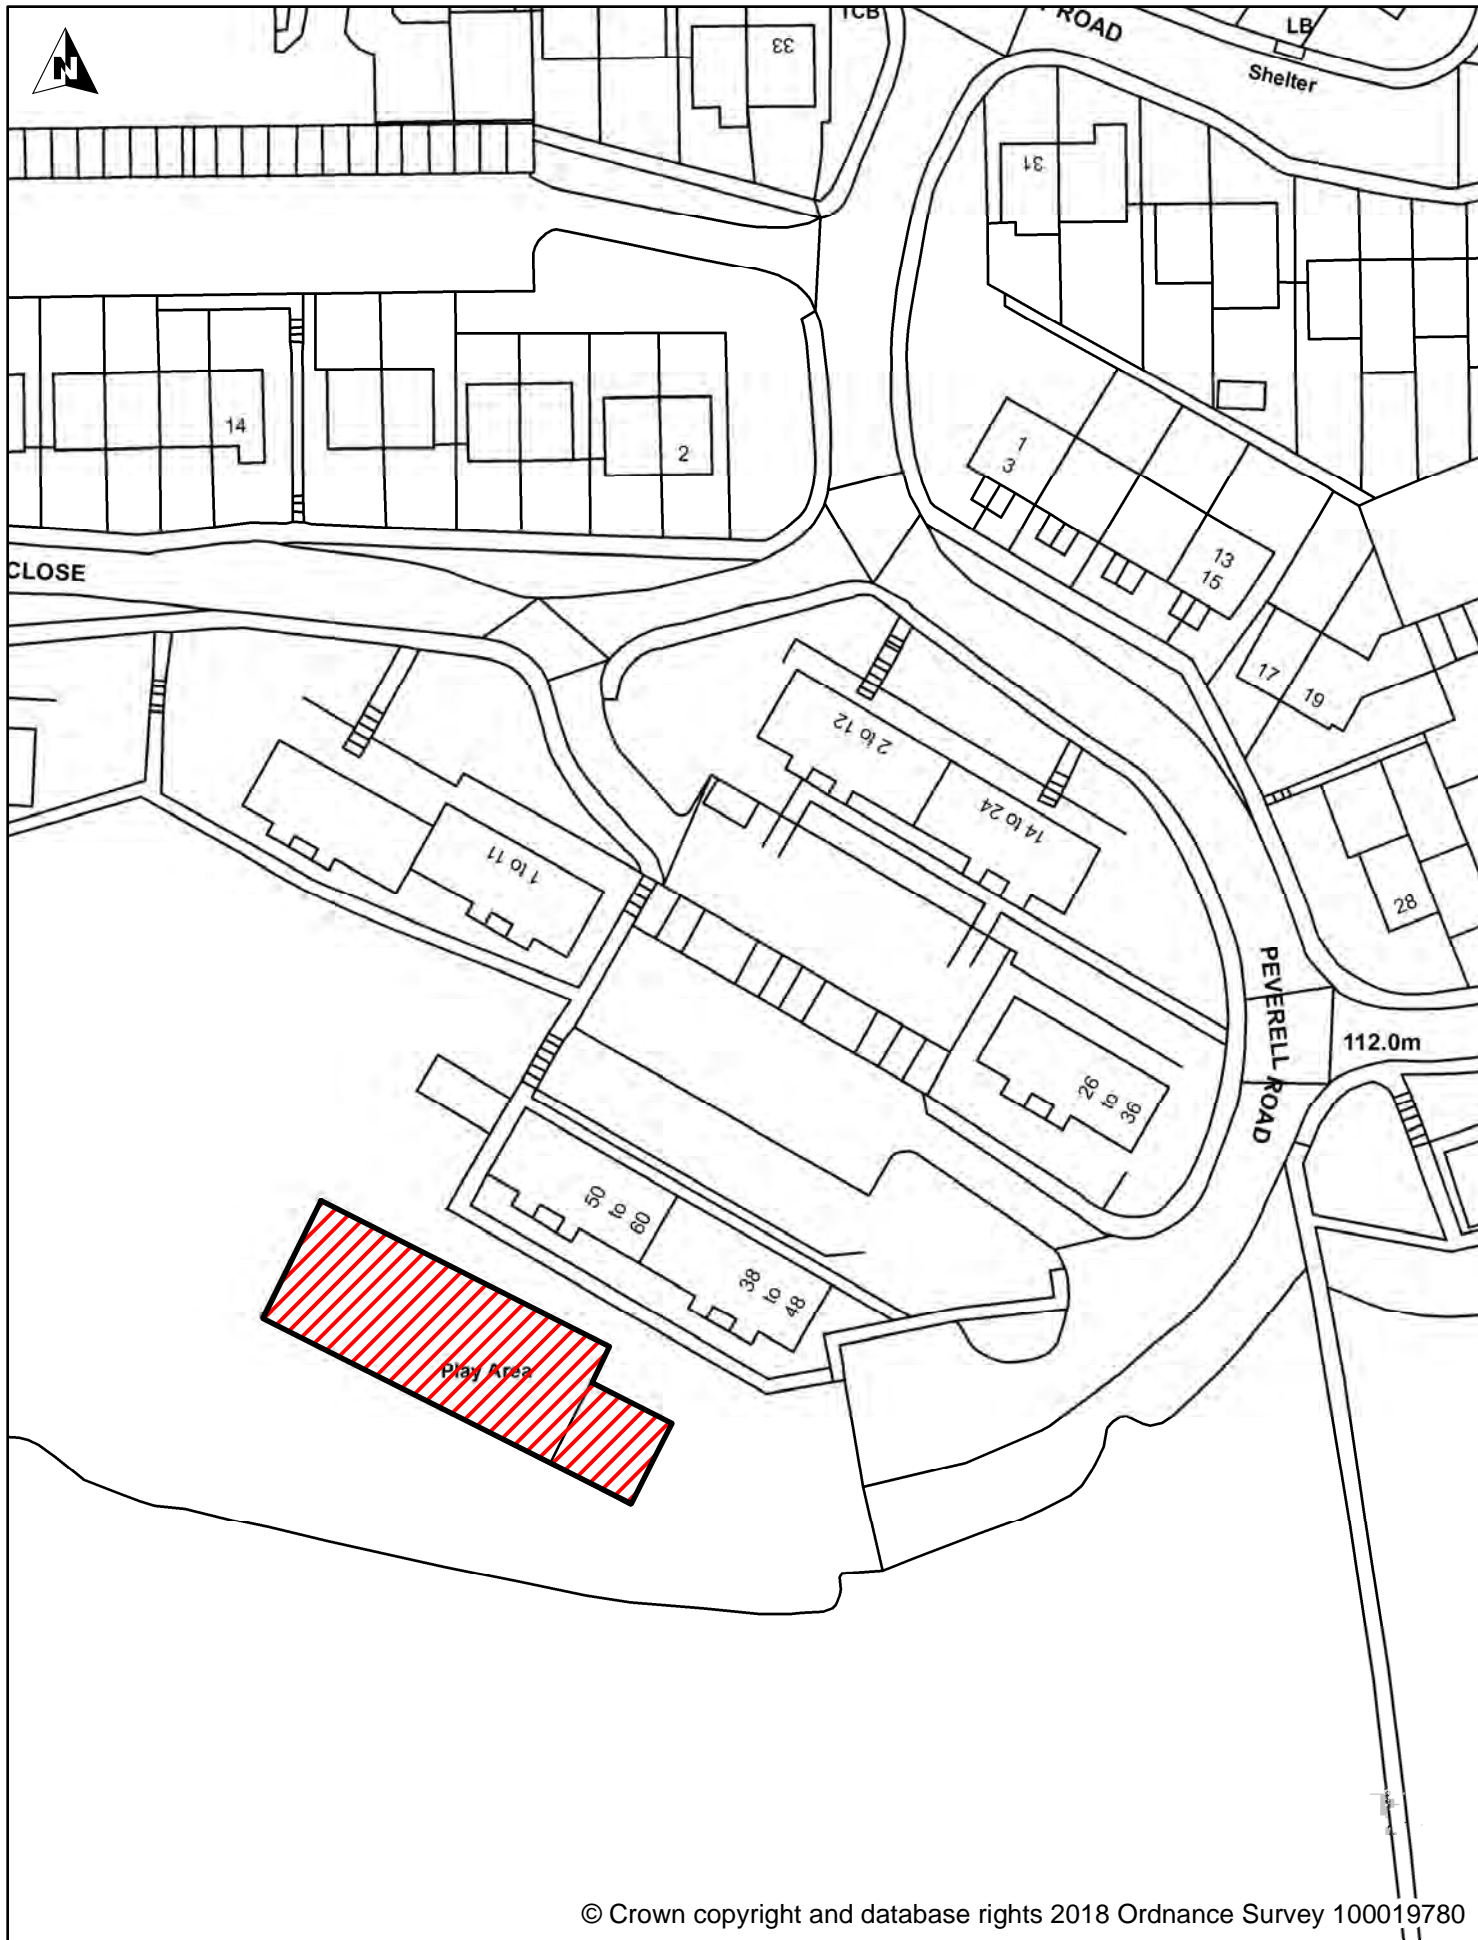 N
TCB
ROAD
LB
Shelter
33
31
14
2
1
3
13
15
CLOSE
17
19
2 to 12
14 to 24
1 to 11
28
PEVERELL ROAD
112.0m
26
to
36
50
to
60
38
to
48
Play Area
© Crown copyright and database rights 2018 Ordnance Survey 100019780